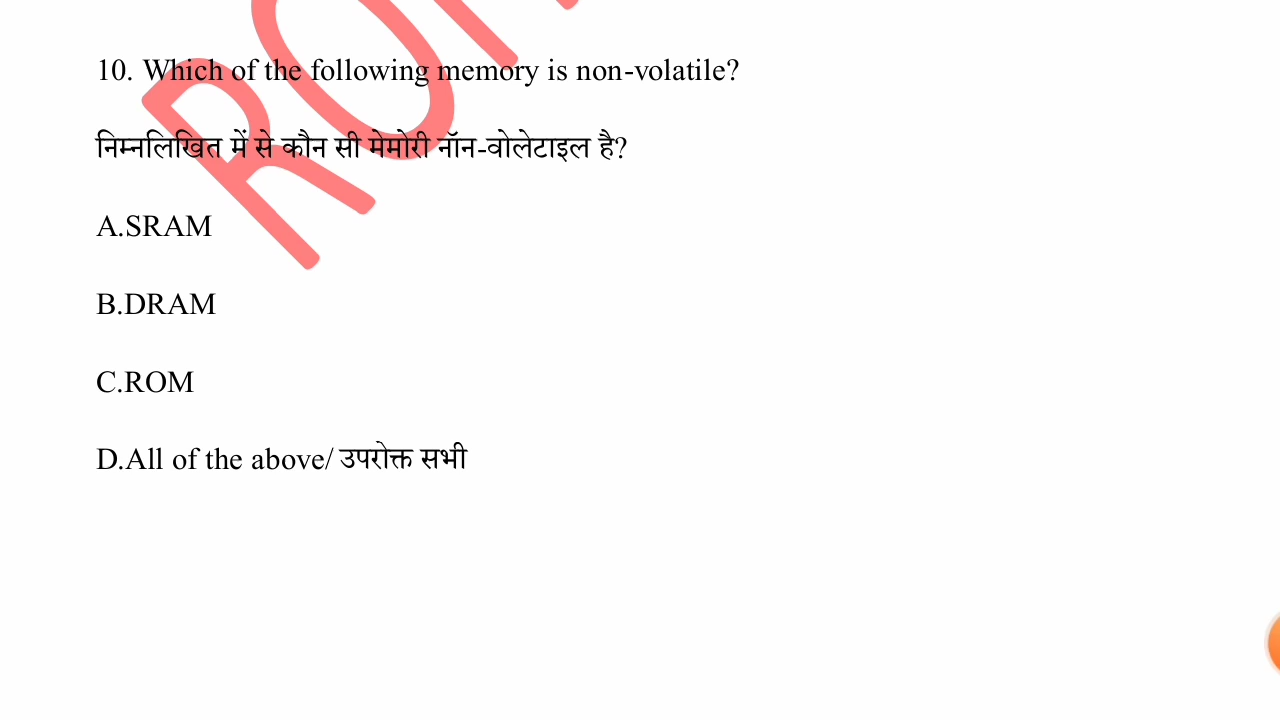 10. Which of the following memory is non-volatile?
निम्नलिखित में से कौन सी मेमोरी नॉन-वोलेटाइल है?
A.SRAM
B.DRAM
C.ROM
D.All of the above/ उपरोक्त सभी